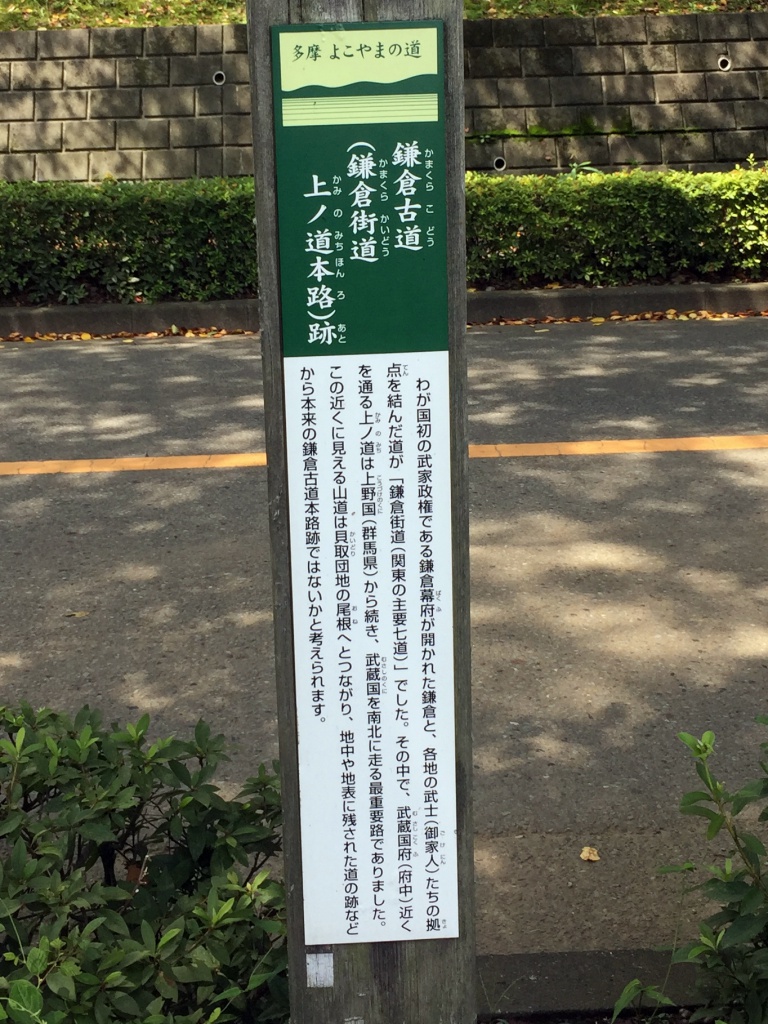 多摩 よこやまの道
鎌倉古道
(鎌倉街道
上ノ道本路)跡
わが国初の武家政権である鎌倉幕府が開かれた鎌倉と、各地の武士(御家人)たちの拠
点を結んだ道が「鎌倉街道(関東の主要七道)」でした。その中で、武蔵国府(府中)近く
を通る上ノ道は上野国(群馬県)から続き、武蔵国を南北に走る最重要路でありました。
この近くに見える山道は貝取団地の尾根へとつながり、地中や地表に残された道の跡など
から本来の鎌倉古道本路跡ではないかと考えられます。